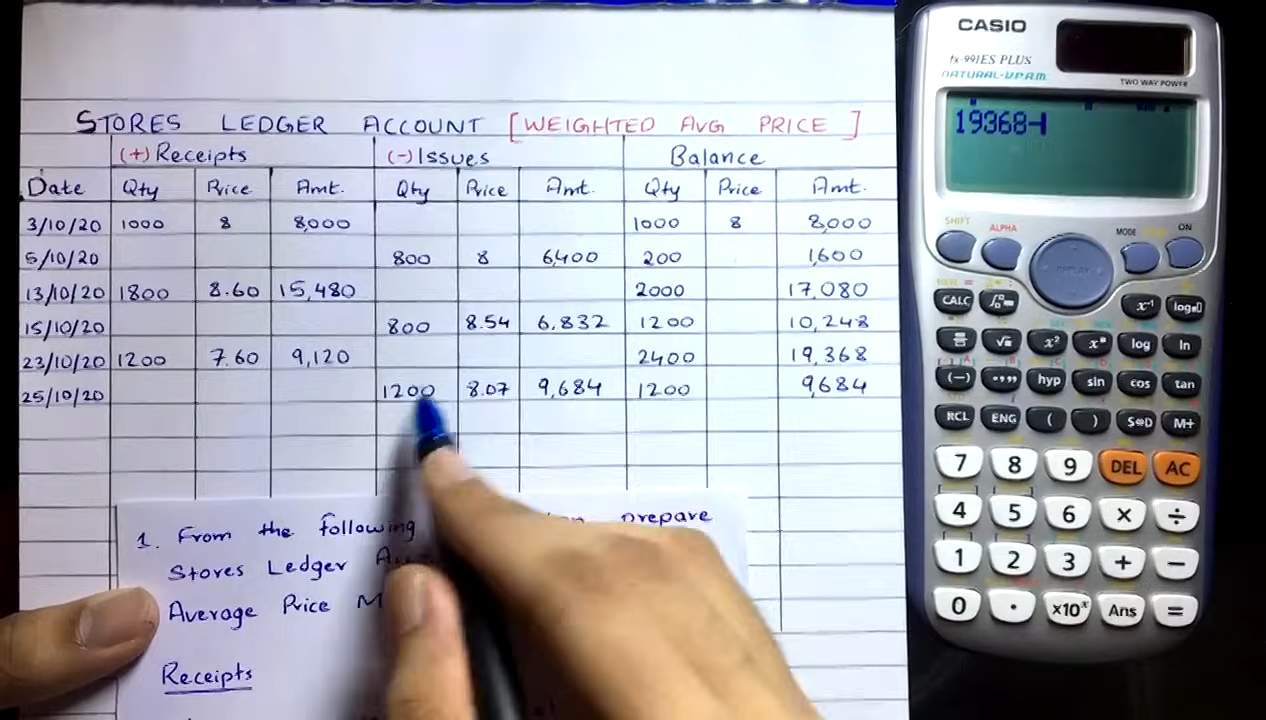 STORES LEDGER ACCOUNT [WEIGHTED AVG PRICE]
(+) Receipts (-) Issues Balance
Date Qty Price Amt. Qty Price Amt. Qty Price Amt.
3/10/20 1000 8 8,000 1000 8 8,000
5/10/20 800 8 6,400 200 1,600
13/10/20 1800 8.60 15,480 2000 17,080
15/10/20 800 8.54 6,832 1200 10,248
23/10/20 1200 7.60 9,120 2400 19,368
25/10/20 1200 8.07 9,684 1200 9,684
1. From the following prepare
Stores Ledger
Average Price
Receipts
CASIO
fx-991ES PLUS
NATURAL-V.P.A.M.
TWO WAY POWER
19368-
SHIFT ALPHA MODE ON
REPLAY
CALC x⁻¹ log
x² log ln
(-) hyp sin cos tan
RCL ENG ( ) S⇔D M+
7 8 9 DEL AC
4 5 6 × ÷
1 2 3 + −
0 . ×10ˣ Ans =